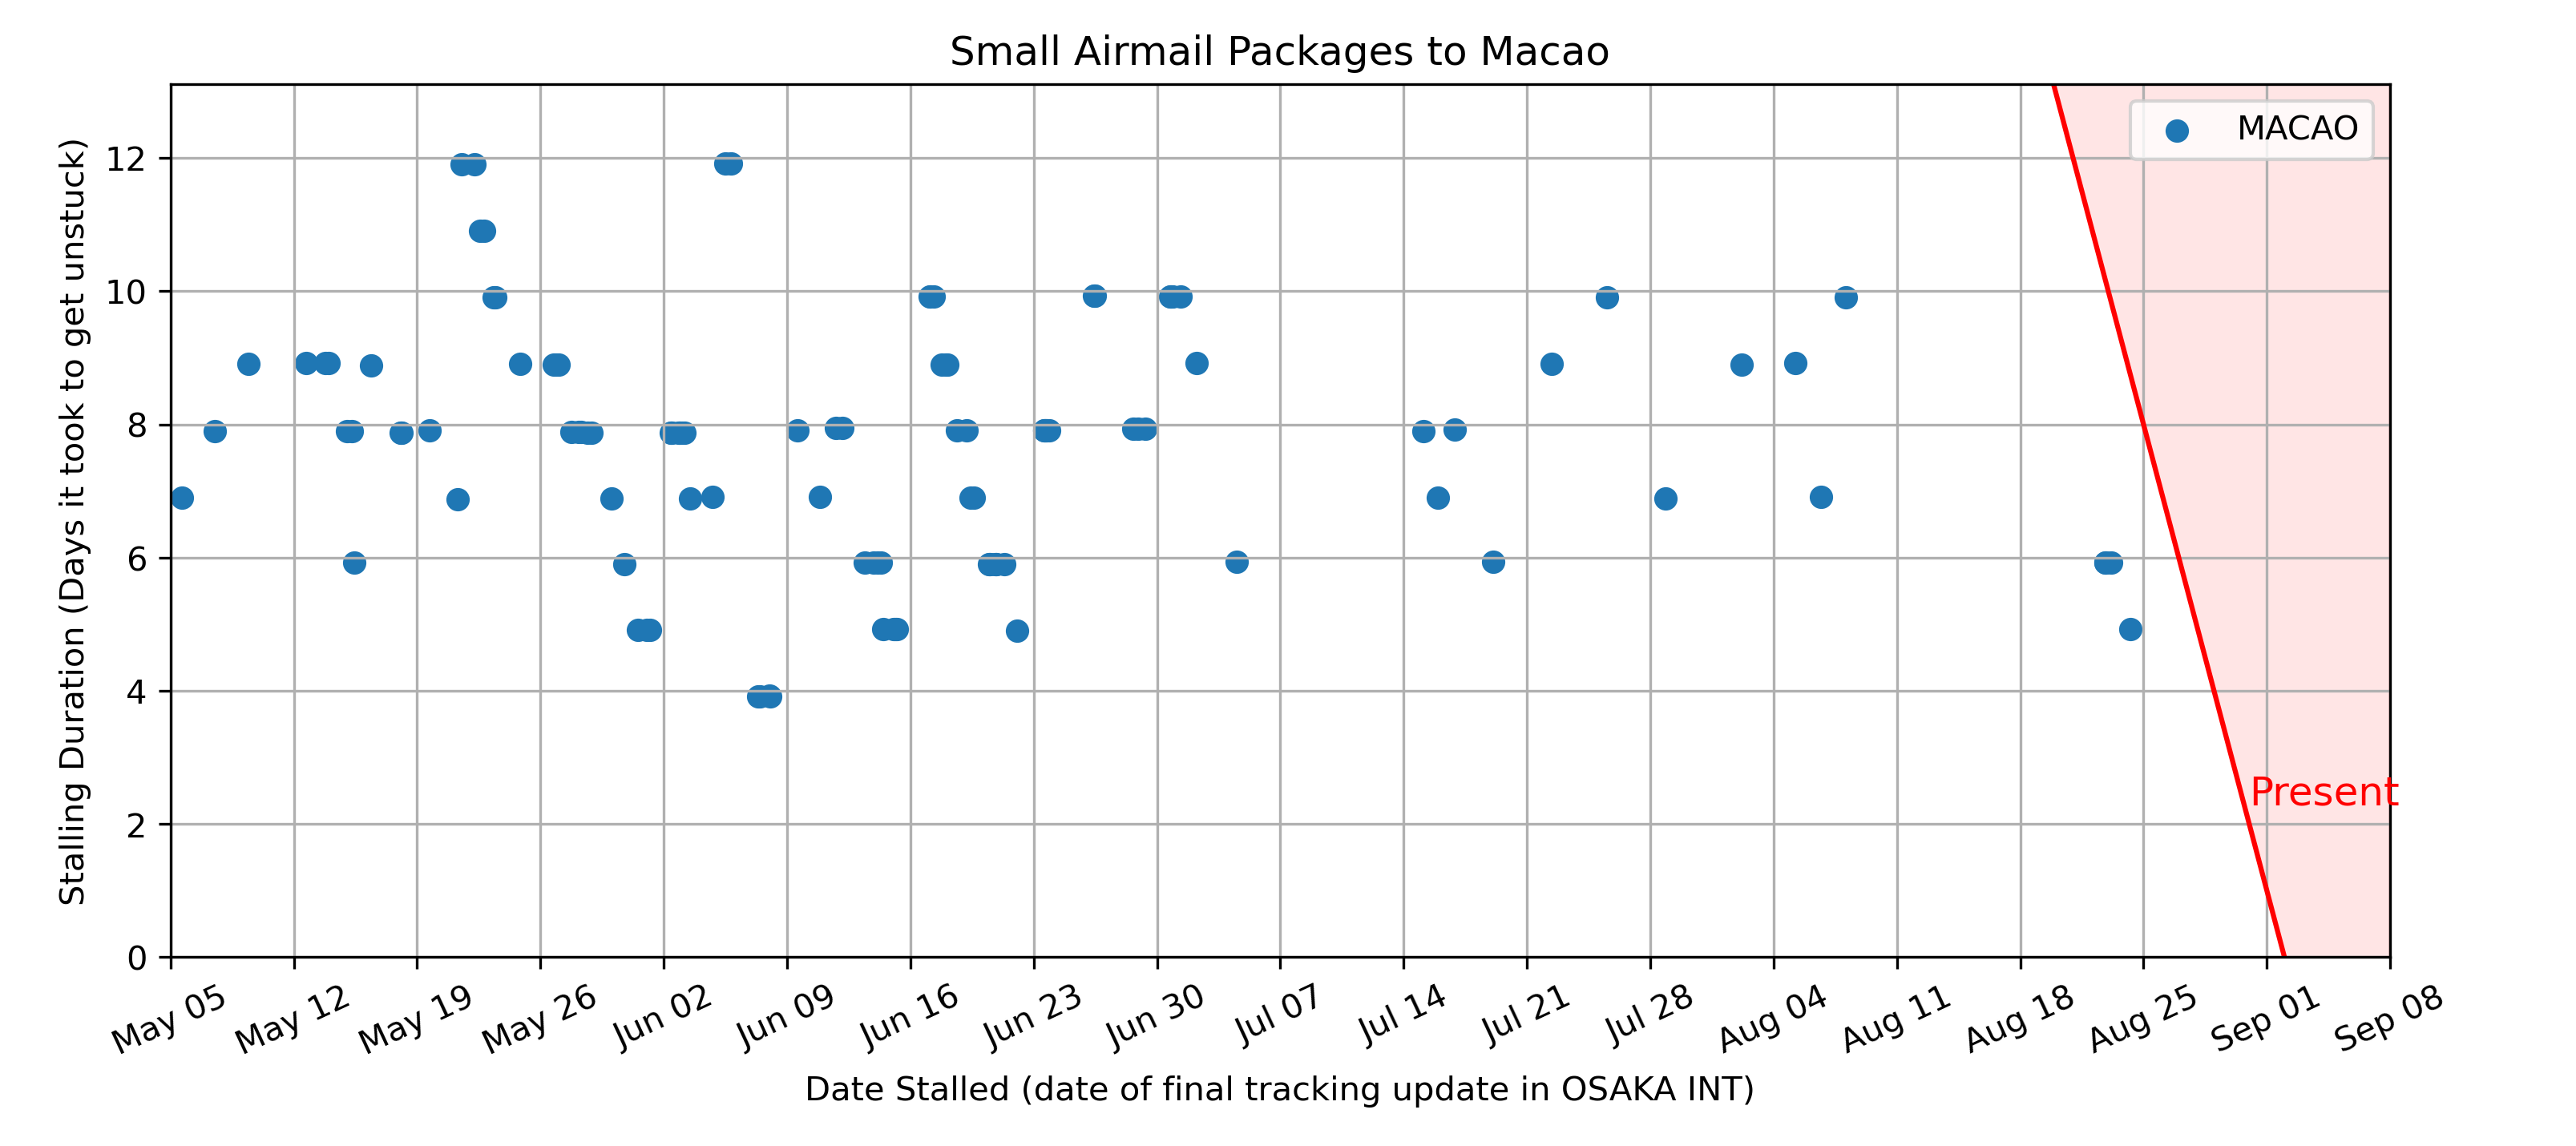 Small Airmail Packages to Macao
MACAO
Stalling Duration (Days it took to get unstuck)
12
10
8
6
4
2
0
Present
May 05
May 12
May 19
May 26
Jun 02
Jun 09
Jun 16
Jun 23
Jun 30
Jul 07
Jul 14
Jul 21
Jul 28
Aug 04
Aug 11
Aug 18
Aug 25
Sep 01
Sep 08
Date Stalled (date of final tracking update in OSAKA INT)